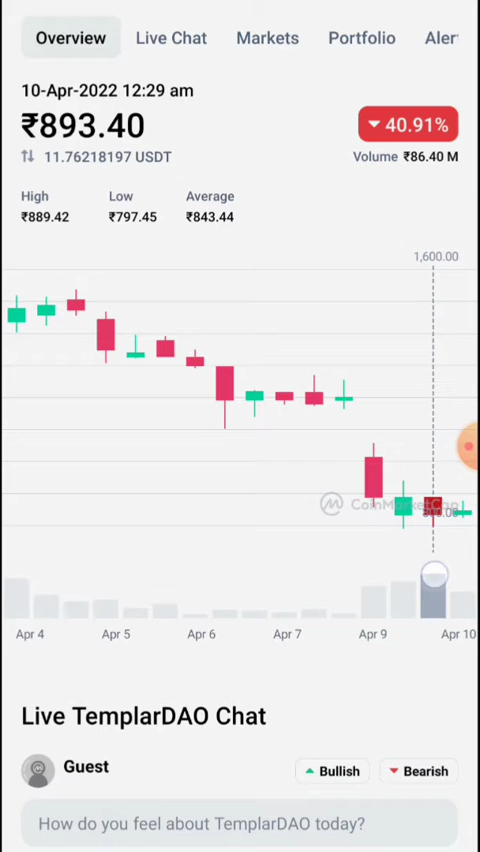 Overview Live Chat Markets Portfolio Aler
10-Apr-2022 12:29 am
₹893.40
40.91%
11.76218197 USDT
Volume ₹86.40 M
High Low Average
₹889.42 ₹797.45 ₹843.44
1,600.00
CoinMarketCap
800.00
Apr 4 Apr 5 Apr 6 Apr 7 Apr 9 Apr 10
Live TemplarDAO Chat
Guest
Bullish
Bearish
How do you feel about TemplarDAO today?